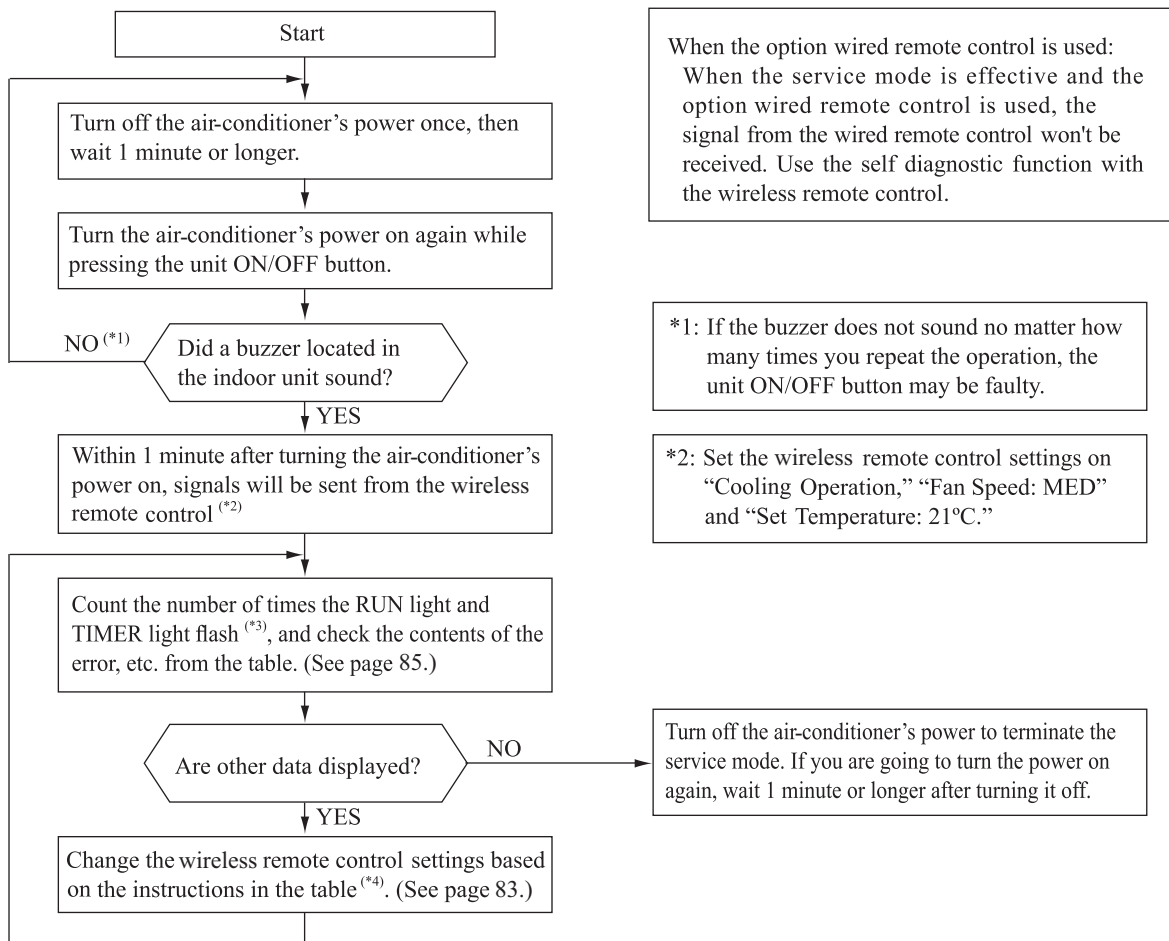 Start
Turn off the air-conditioner's power once, then
wait 1 minute or longer.
Turn the air-conditioner's power on again while
pressing the unit ON/OFF button.
NO (*1)
Did a buzzer located in
the indoor unit sound?
YES
Within 1 minute after turning the air-conditioner's
power on, signals will be sent from the wireless
remote control (*2)
Count the number of times the RUN light and
TIMER light flash (*3), and check the contents of the
error, etc. from the table. (See page 85.)
Are other data displayed?
NO
YES
Change the wireless remote control settings based
on the instructions in the table (*4). (See page 83.)
When the option wired remote control is used:
When the service mode is effective and the
option wired remote control is used, the
signal from the wired remote control won't be
received. Use the self diagnostic function with
the wireless remote control.
*1: If the buzzer does not sound no matter how
many times you repeat the operation, the
unit ON/OFF button may be faulty.
*2: Set the wireless remote control settings on
“Cooling Operation,” “Fan Speed: MED”
and “Set Temperature: 21ºC.”
Turn off the air-conditioner's power to terminate the
service mode. If you are going to turn the power on
again, wait 1 minute or longer after turning it off.